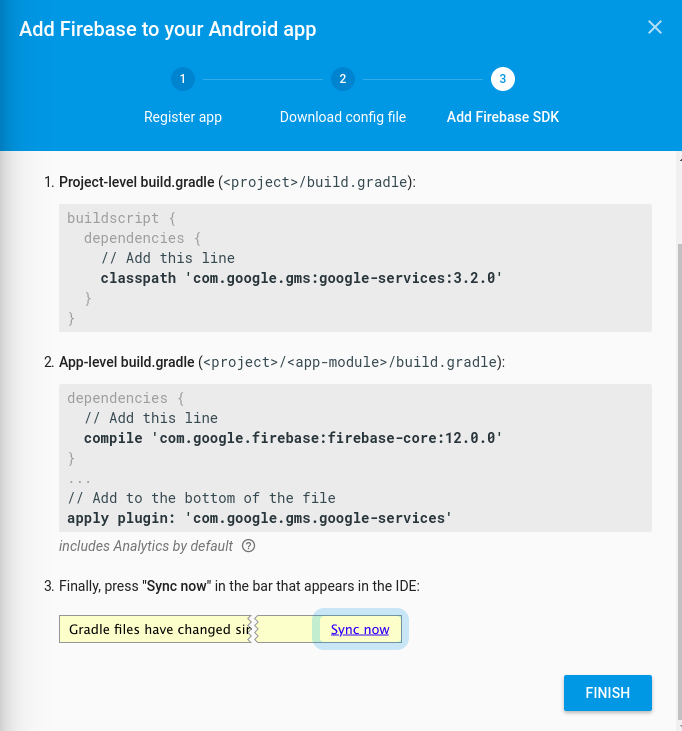 Add Firebase to your Android app
1 2 3
Register app Download config file Add Firebase SDK
1. Project-level build.gradle (<project>/build.gradle):
buildscript {
  dependencies {
    // Add this line
    classpath 'com.google.gms:google-services:3.2.0'
  }
}
2. App-level build.gradle (<project>/<app-module>/build.gradle):
dependencies {
  // Add this line
  compile 'com.google.firebase:firebase-core:12.0.0'
}
...
// Add to the bottom of the file
apply plugin: 'com.google.gms.google-services'
includes Analytics by default ?
3. Finally, press "Sync now" in the bar that appears in the IDE:
Gradle files have changed sin Sync now
FINISH